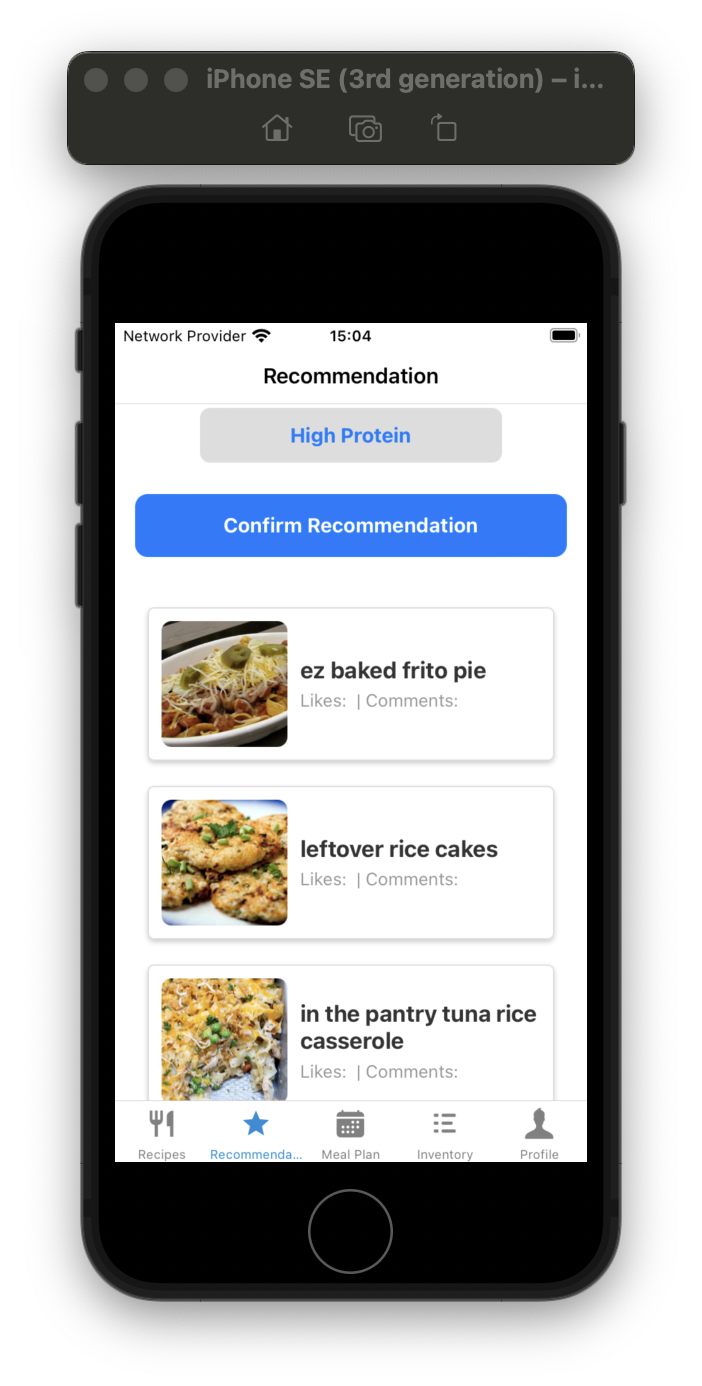 iPhone SE (3rd generation) – i...
Network Provider 15:04
Recommendation
High Protein
Confirm Recommendation
ez baked frito pie
Likes:  | Comments:
leftover rice cakes
Likes:  | Comments:
in the pantry tuna rice
casserole
Likes:  | Comments:
Recipes Recommenda... Meal Plan Inventory Profile